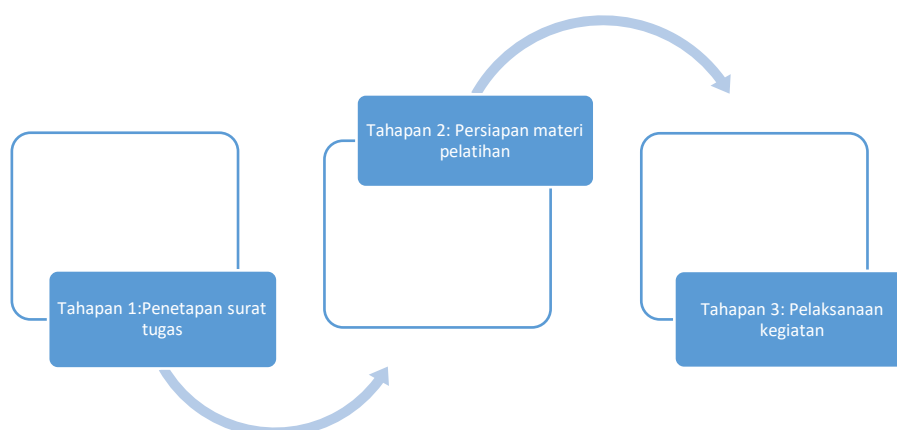 Tahapan 1:Penetapan surat
tugas
Tahapan 2: Persiapan materi
pelatihan
Tahapan 3: Pelaksanaan
kegiatan